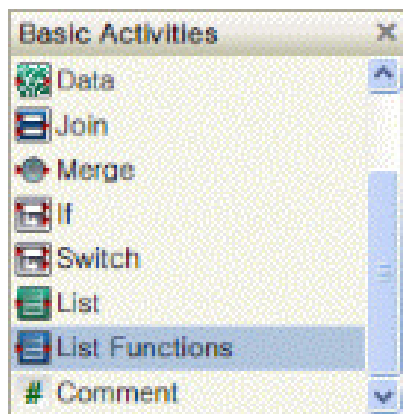 Basic Activities
Data
Join
Merge
If
Switch
List
List Functions
# Comment